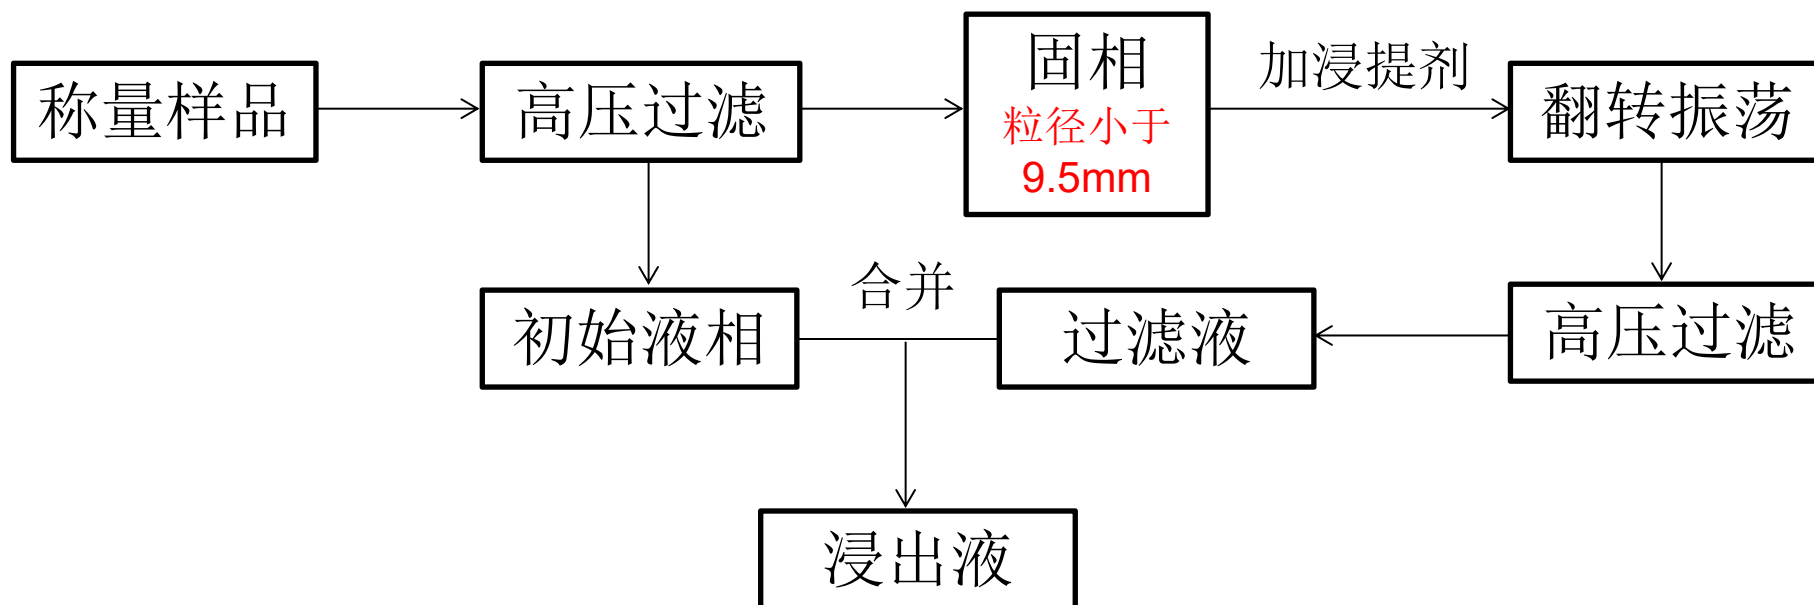 称量样品
高压过滤
固相
粒径小于
9.5mm
加浸提剂
翻转振荡
初始液相
合并
过滤液
高压过滤
浸出液